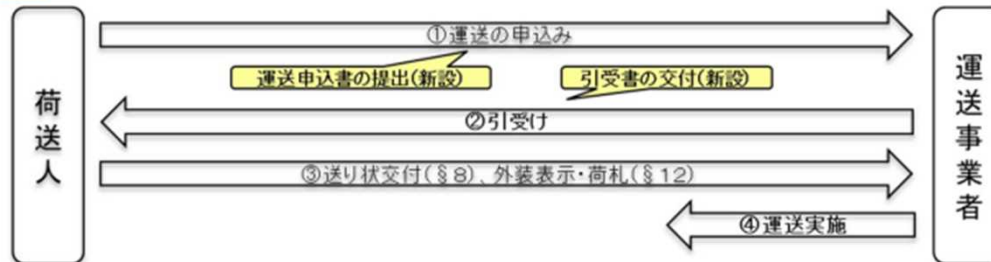 ①運送の申込み
運送申込書の提出(新設)
引受書の交付(新設)
荷送人
②引受け
運送事業者
③送り状交付(§8)、外装表示・荷札(§12)
④運送実施